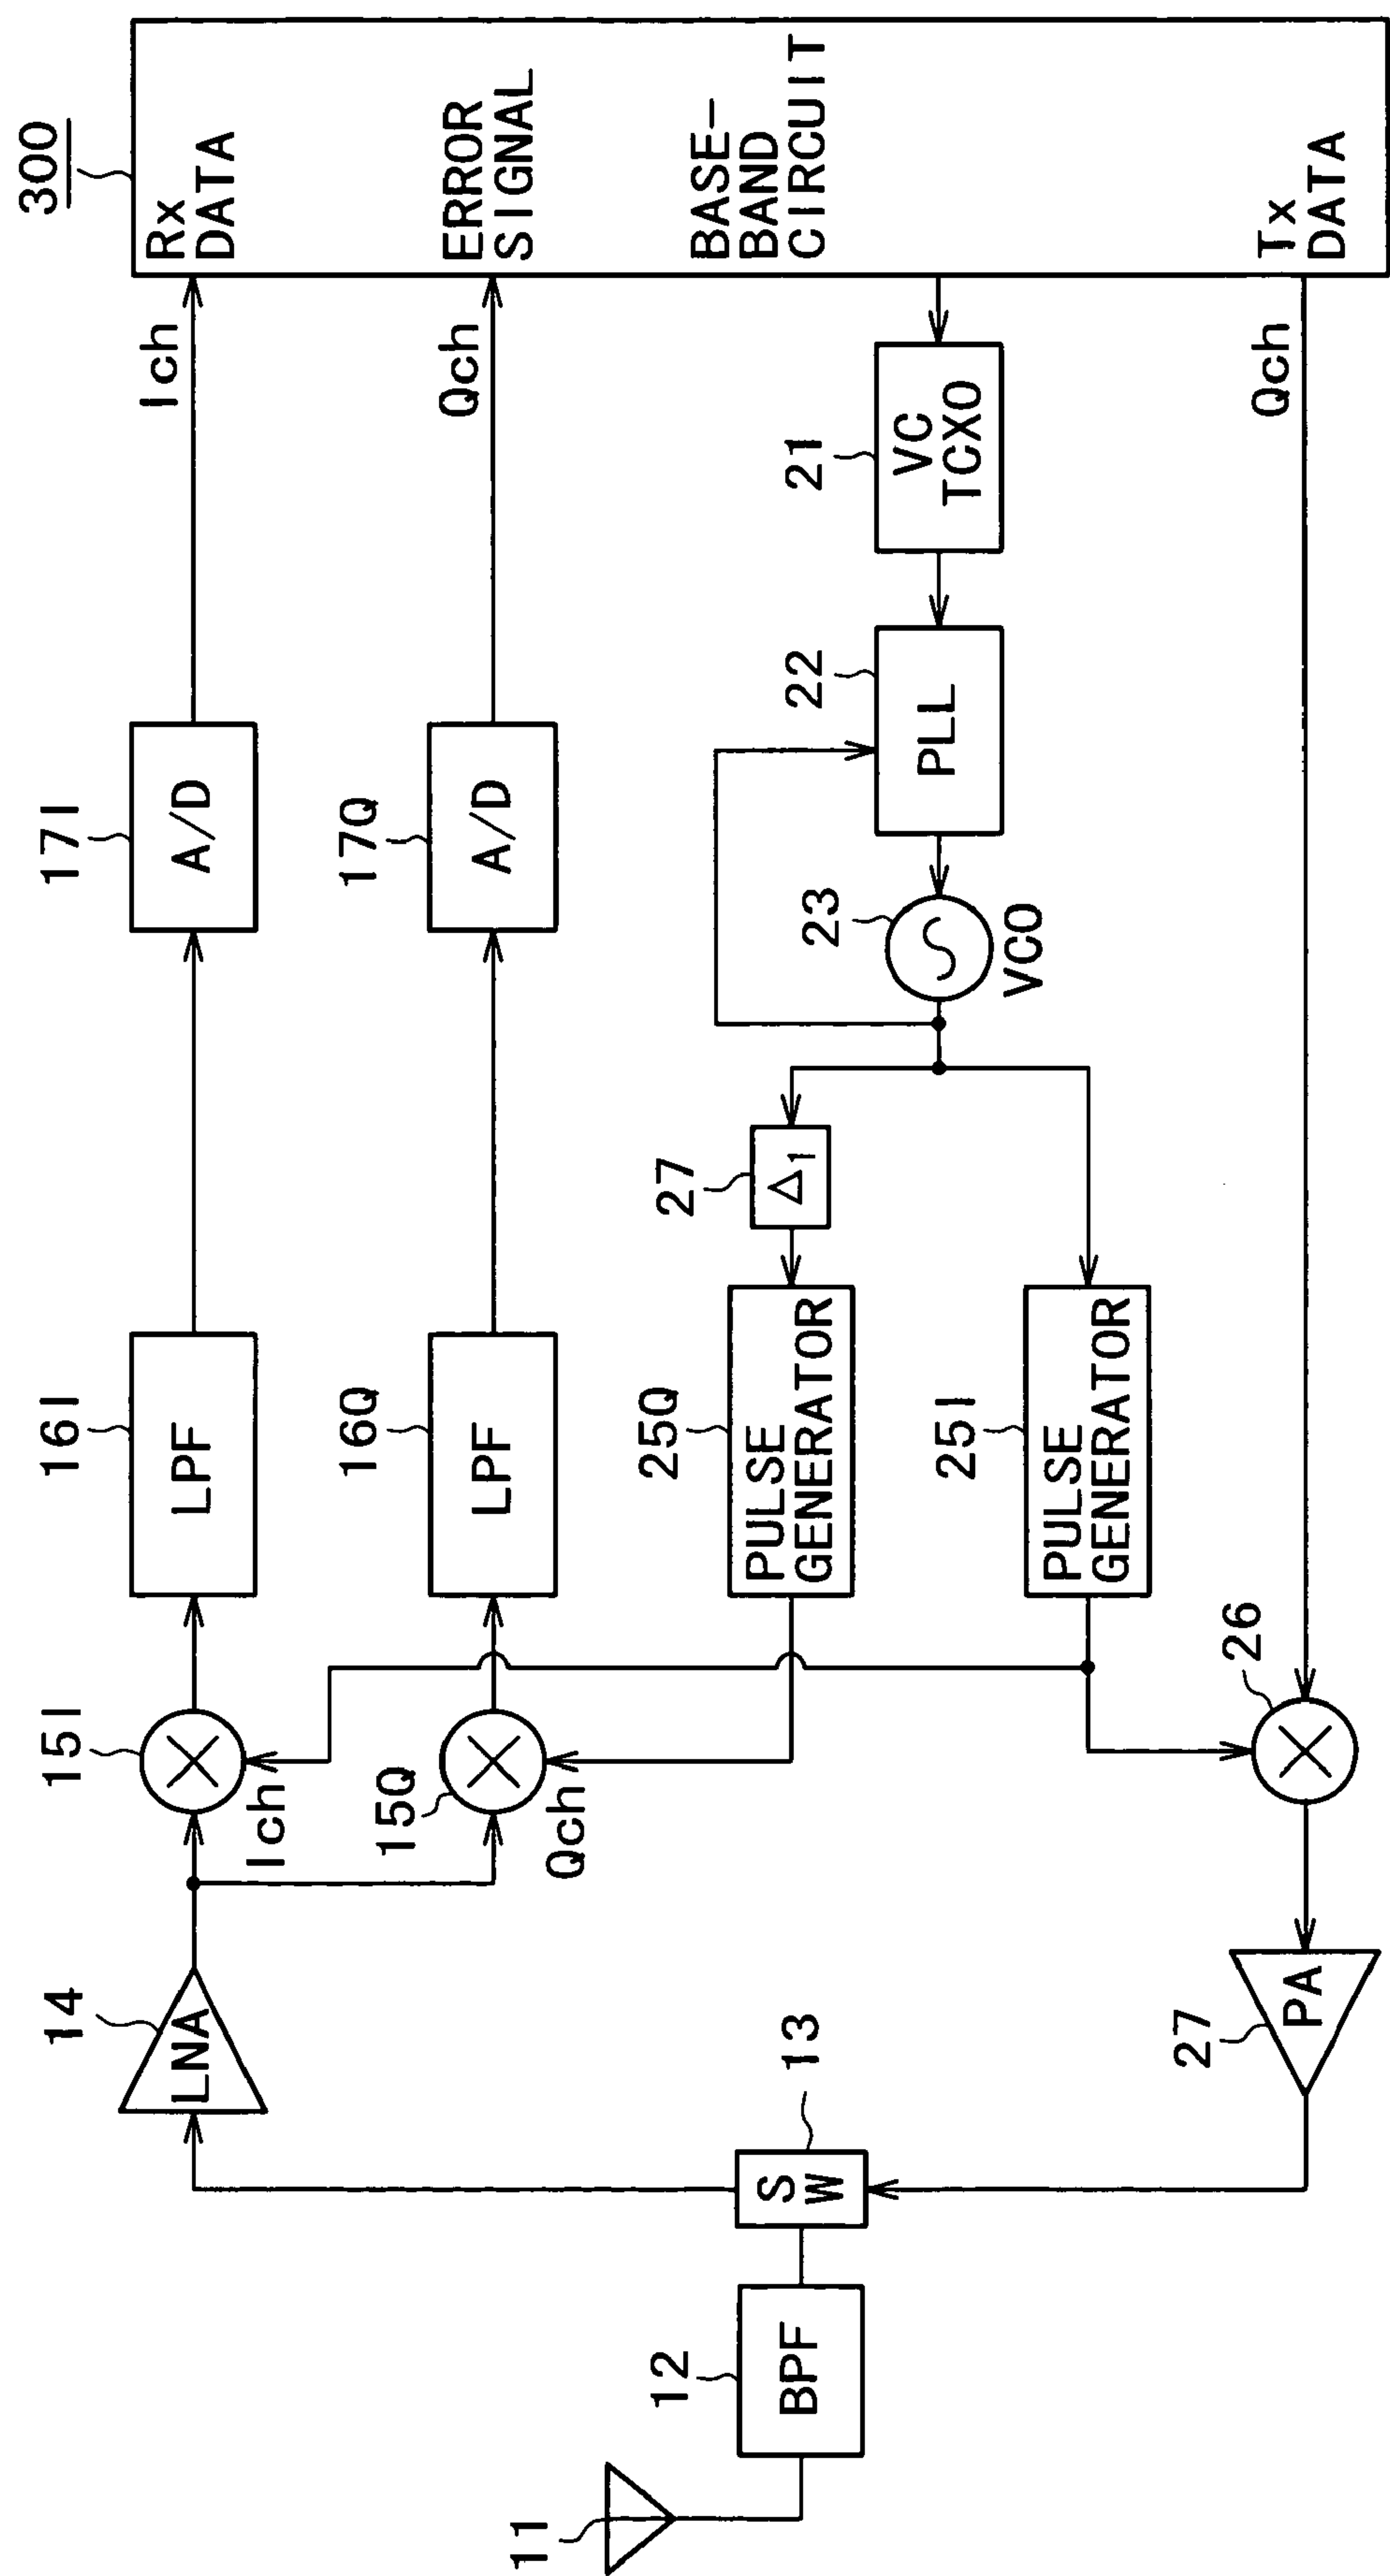 300
Rx
DATA
ERROR
SIGNAL
BASE-
BAND
CIRCUIT
Tx
DATA
Ich
Qch
Qch
17I
A/D
17Q
A/D
21
VC
TCXO
22
PLL
23
VCO
16I
LPF
16Q
LPF
27
Δ1
25Q
PULSE
GENERATOR
25I
PULSE
GENERATOR
15I
Ich
15Q
Qch
26
14
LNA
13
S
W
27
PA
12
BPF
11